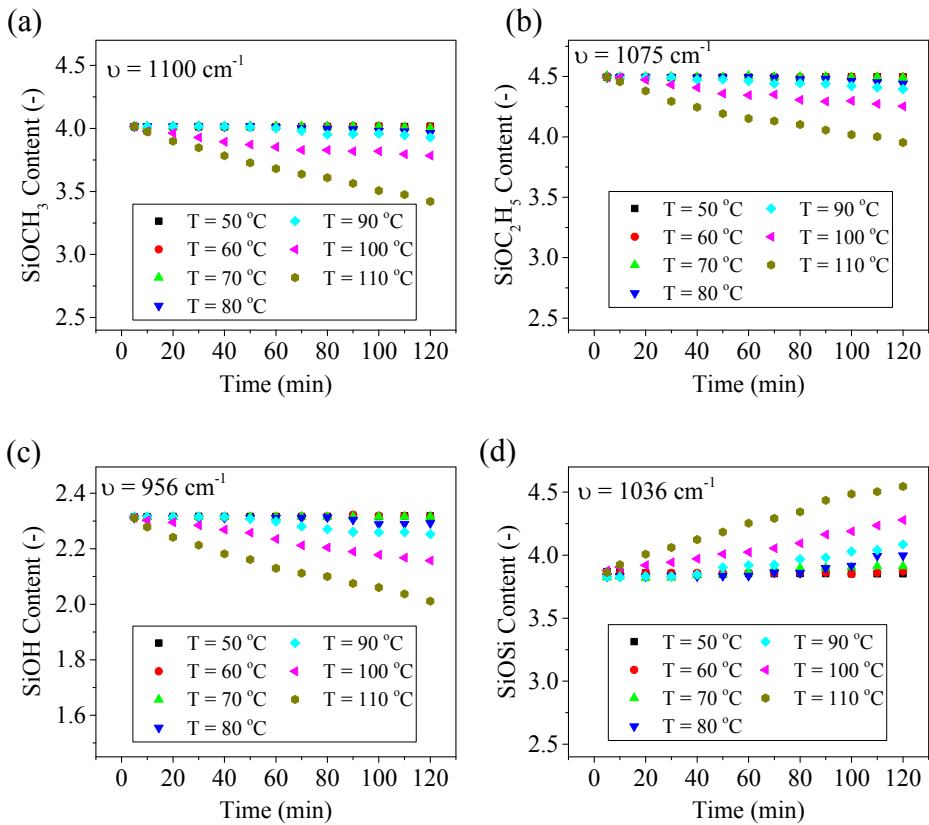 (a)
υ = 1100 cm⁻¹
SiOCH₃ Content (-)
4.5
4.0
3.5
3.0
2.5
T = 50 °C
T = 60 °C
T = 70 °C
T = 80 °C
T = 90 °C
T = 100 °C
T = 110 °C
0 20 40 60 80 100 120
Time (min)
(b)
υ = 1075 cm⁻¹
SiOC₂H₅ Content (-)
4.5
4.0
3.5
3.0
2.5
T = 50 °C
T = 60 °C
T = 70 °C
T = 80 °C
T = 90 °C
T = 100 °C
T = 110 °C
0 20 40 60 80 100 120
Time (min)
(c)
υ = 956 cm⁻¹
SiOH Content (-)
2.4
2.2
2.0
1.8
1.6
T = 50 °C
T = 60 °C
T = 70 °C
T = 80 °C
T = 90 °C
T = 100 °C
T = 110 °C
0 20 40 60 80 100 120
Time (min)
(d)
υ = 1036 cm⁻¹
SiOSi Content (-)
4.5
4.0
3.5
3.0
2.5
T = 50 °C
T = 60 °C
T = 70 °C
T = 80 °C
T = 90 °C
T = 100 °C
T = 110 °C
0 20 40 60 80 100 120
Time (min)